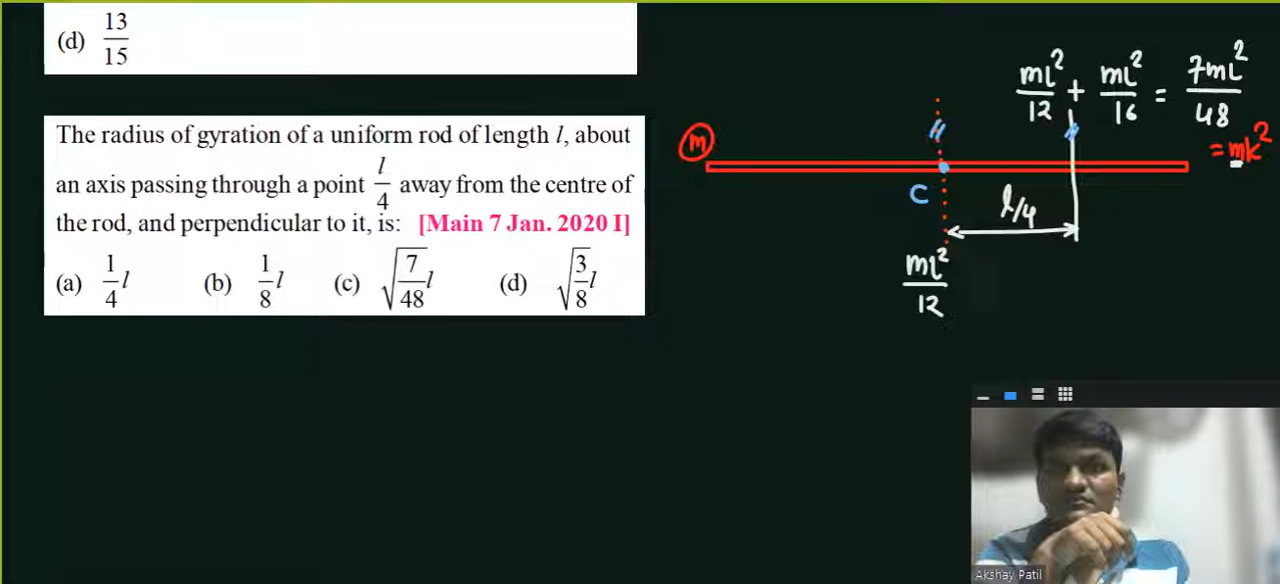 (d) 13/15
The radius of gyration of a uniform rod of length l, about
an axis passing through a point l/4 away from the centre of
the rod, and perpendicular to it, is: [Main 7 Jan. 2020 I]
(a) 1/4 l (b) 1/8 l (c) √(7/48) l (d) √(3/8) l
ml²/12 + ml²/16 = 7ml²/48
= mk²
m
C
l/4
ml²/12
Akshay Patil